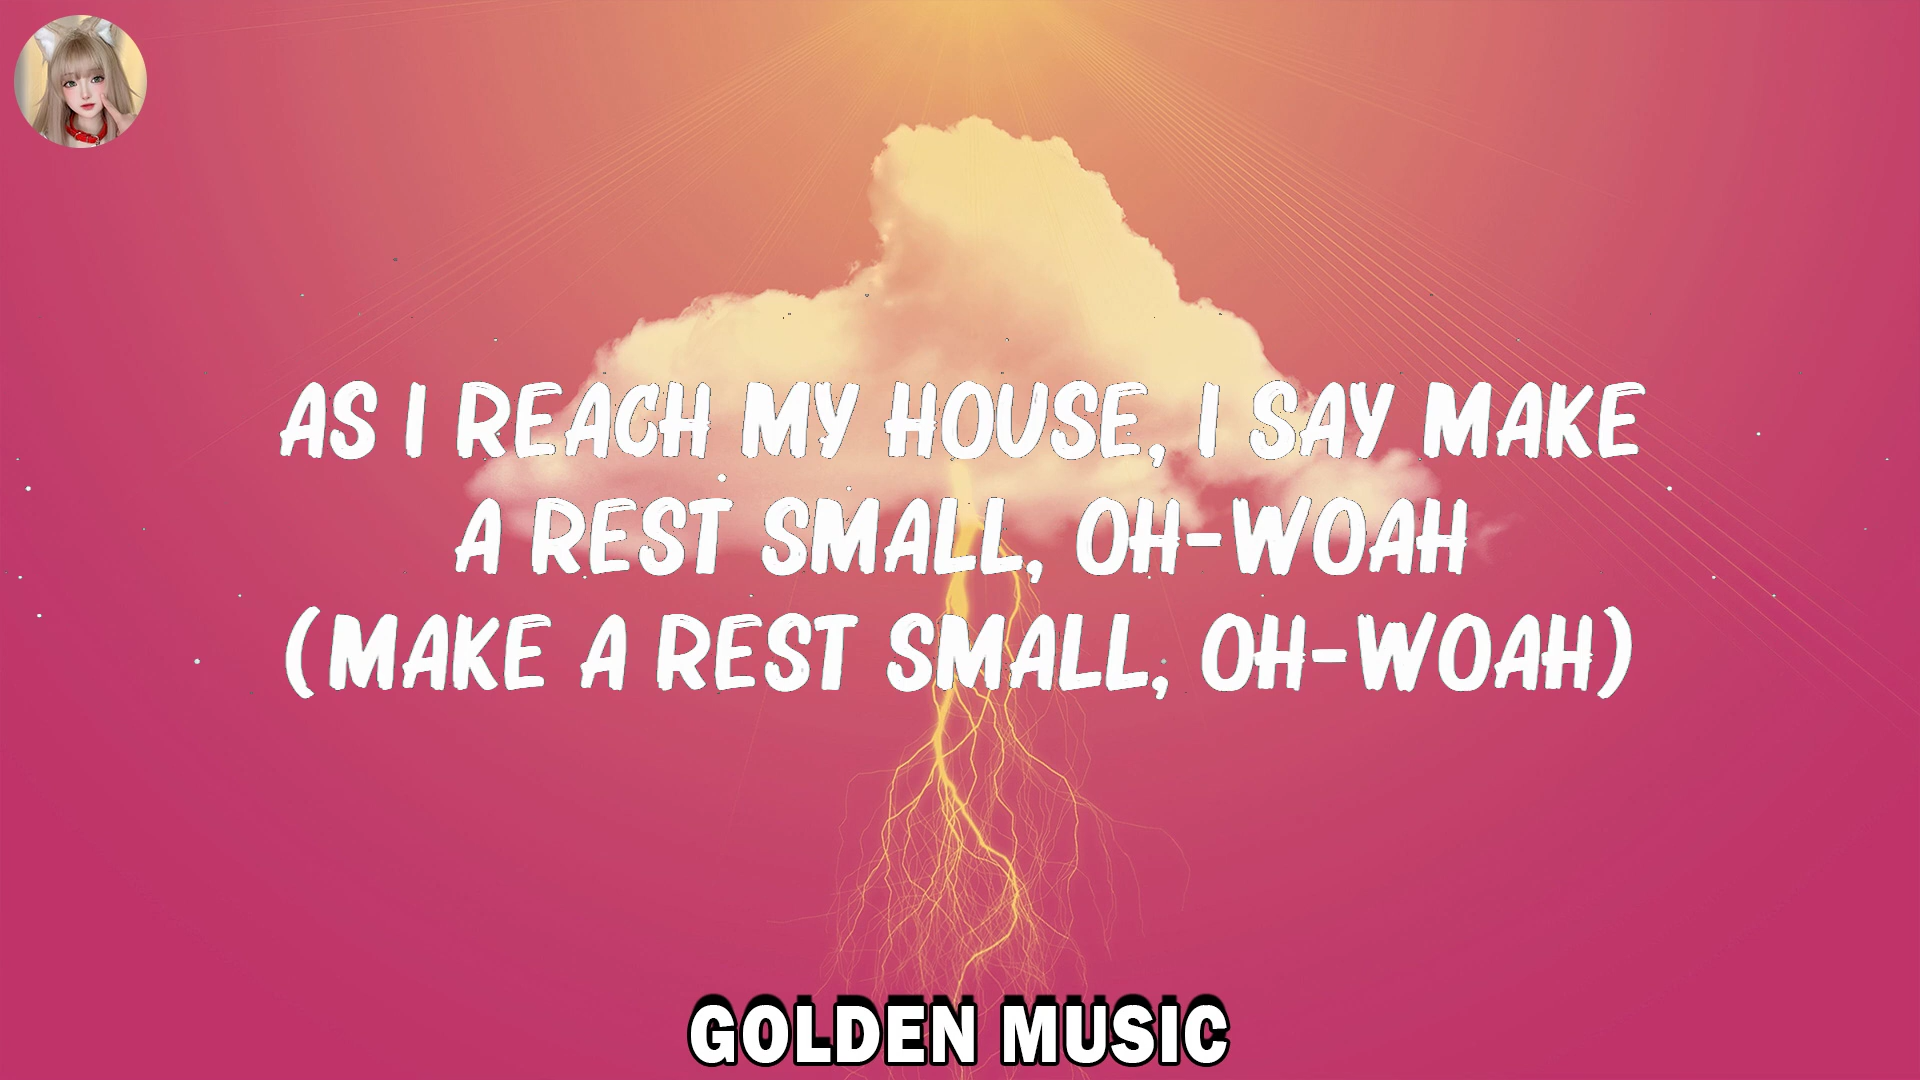 AS I REACH MY HOUSE, I SAY MAKE
A REST SMALL, OH-WOAH
(MAKE A REST SMALL, OH-WOAH)
GOLDEN MUSIC